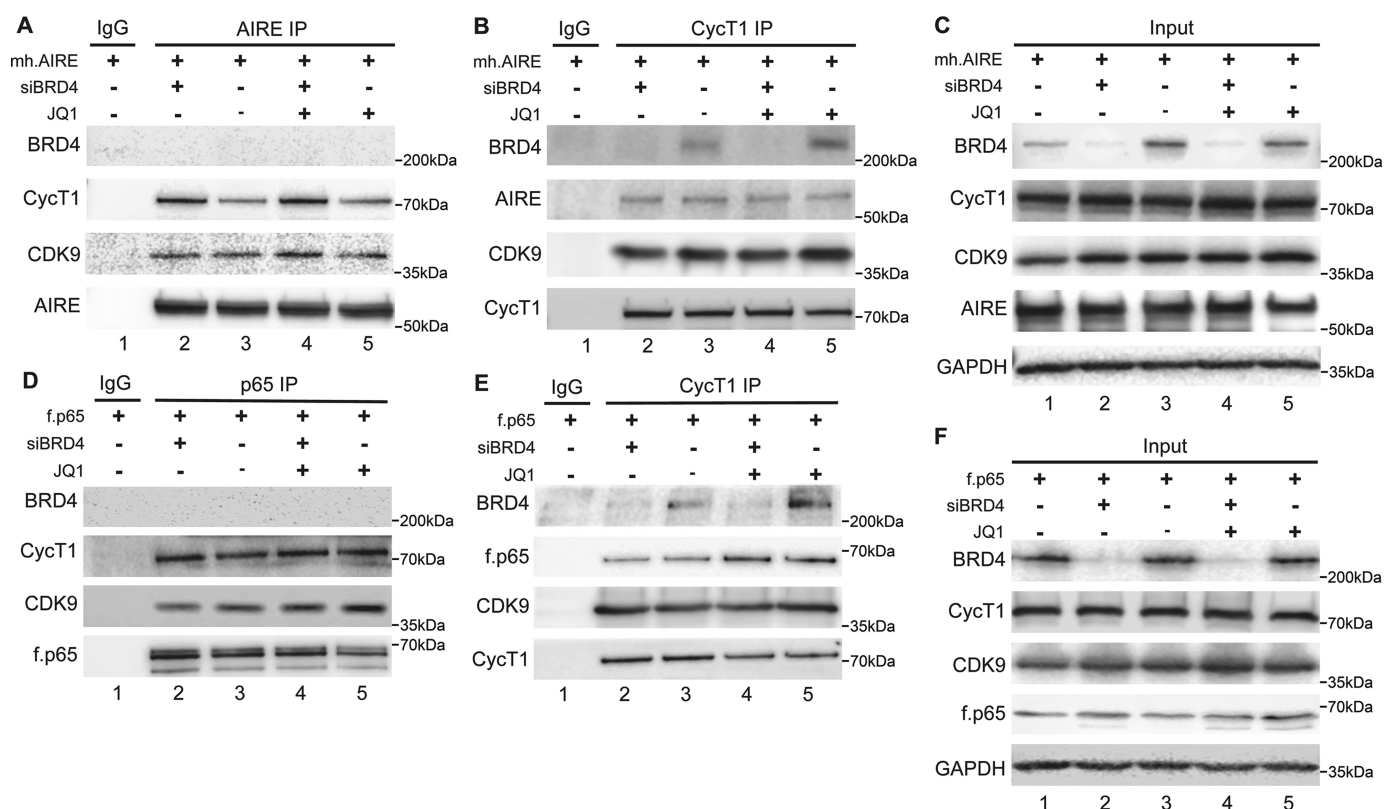 A
IgG AIRE IP
mh.AIRE + + + + +
siBRD4 - + - + -
JQ1 - - - + +
BRD4
-200kDa
CycT1
-70kDa
CDK9
-35kDa
AIRE
-50kDa
1 2 3 4 5
B
IgG CycT1 IP
mh.AIRE + + + + +
siBRD4 - + - + -
JQ1 - - - + +
BRD4
-200kDa
AIRE
-50kDa
CDK9
-35kDa
CycT1
-70kDa
1 2 3 4 5
C
Input
mh.AIRE + + + + +
siBRD4 - + - + -
JQ1 - - - + +
BRD4
-200kDa
CycT1
-70kDa
CDK9
-35kDa
AIRE
-50kDa
GAPDH
-35kDa
1 2 3 4 5
D
IgG p65 IP
f.p65 + + + + +
siBRD4 - + - + -
JQ1 - - - + +
BRD4
-200kDa
CycT1
-70kDa
CDK9
-35kDa
-70kDa
f.p65
1 2 3 4 5
E
IgG CycT1 IP
f.p65 + + + + +
siBRD4 - + - + -
JQ1 - - - + +
BRD4
-200kDa
-70kDa
f.p65
CDK9
-35kDa
CycT1
-70kDa
1 2 3 4 5
F
Input
f.p65 + + + + +
siBRD4 - + - + -
JQ1 - - - + +
BRD4
-200kDa
CycT1
-70kDa
CDK9
-35kDa
-70kDa
f.p65
GAPDH
-35kDa
1 2 3 4 5